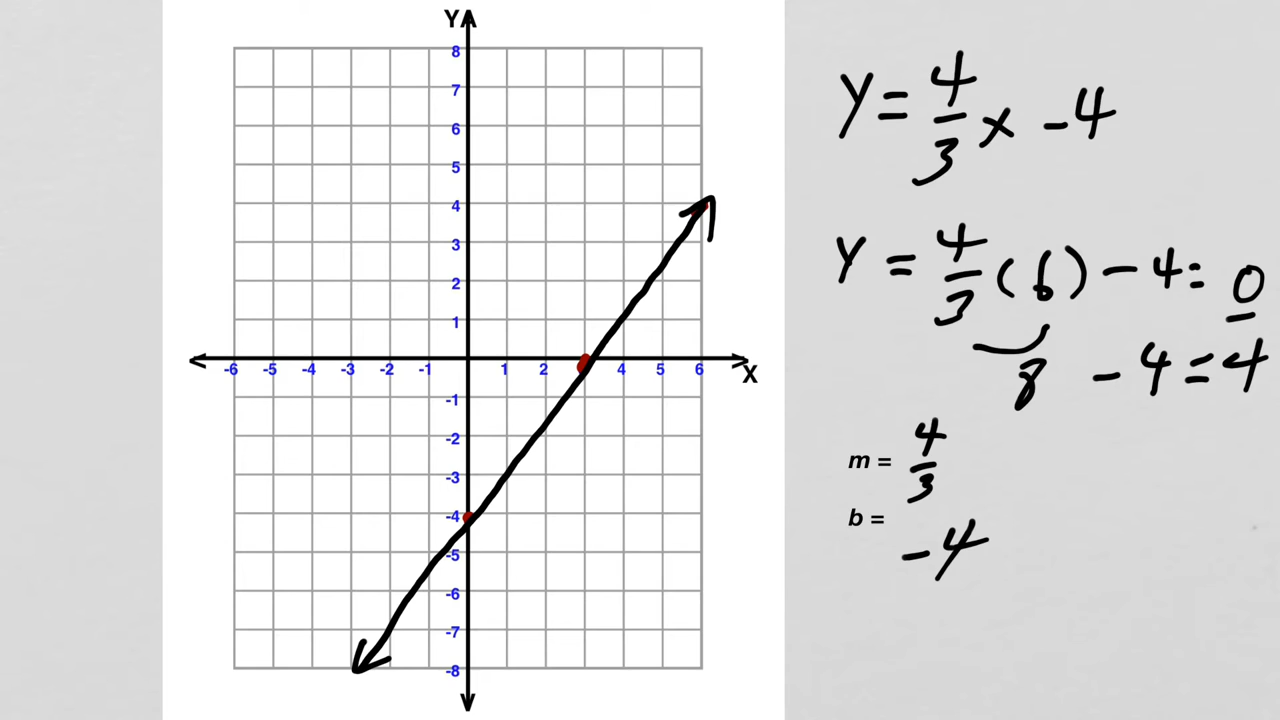 Y
8
7
6
5
4
3
2
1
-6 -5 -4 -3 -2 -1 1 2 4 5 6 X
-1
-2
-3
-4
-5
-6
-7
-8
Y = 4/3 x - 4
Y = 4/3 (6) - 4 = 0
8 - 4 = 4
m = 4/3
b = -4